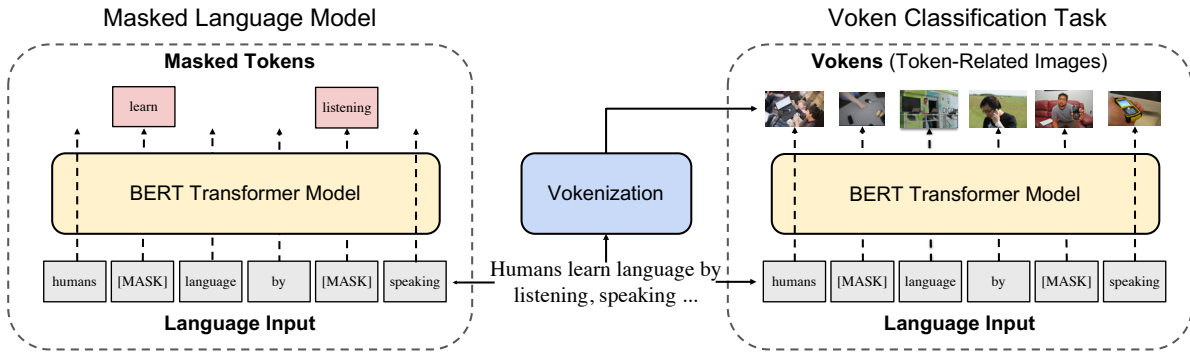 Masked Language Model
Masked Tokens
learn
listening
BERT Transformer Model
humans
[MASK]
language
by
[MASK]
speaking
Language Input
Vokenization
Humans learn language by
listening, speaking ...
Voken Classification Task
Vokens (Token-Related Images)
BERT Transformer Model
humans
[MASK]
language
by
[MASK]
speaking
Language Input